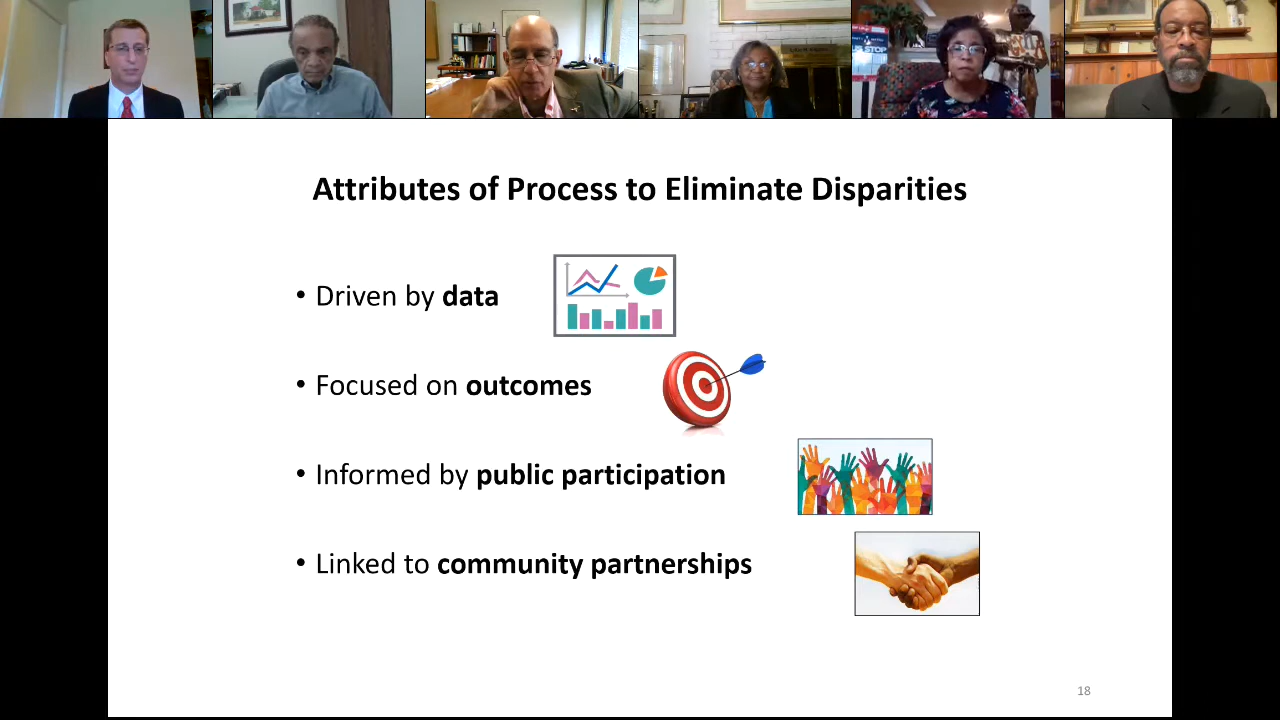 Attributes of Process to Eliminate Disparities
• Driven by data
• Focused on outcomes
• Informed by public participation
• Linked to community partnerships
18